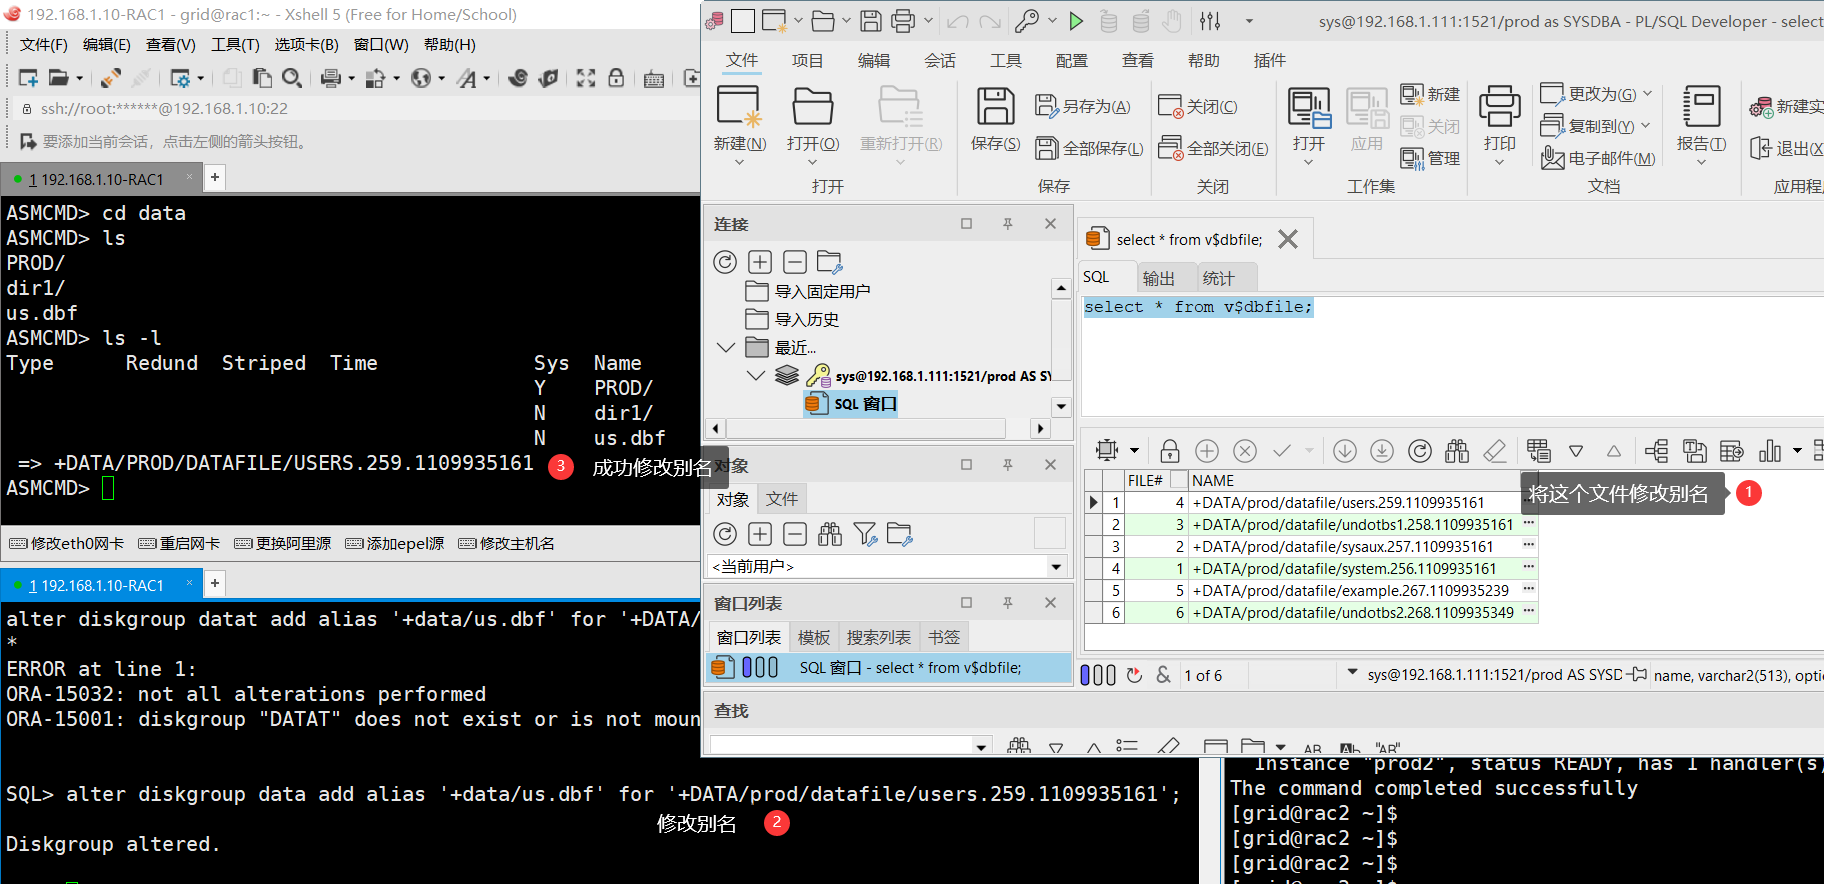 192.168.1.10-RAC1 - grid@rac1:~ - Xshell 5 (Free for Home/School)
文件(F) 编辑(E) 查看(V) 工具(T) 选项卡(B) 窗口(W) 帮助(H)
ssh://root:******@192.168.1.10:22
要添加当前会话，点击左侧的箭头按钮。
1 192.168.1.10-RAC1 × +
ASMCMD> cd data
ASMCMD> ls
PROD/
dir1/
us.dbf
ASMCMD> ls -l
Type Redund Striped Time Sys Name
Y PROD/
N dir1/
N us.dbf
=> +DATA/PROD/DATAFILE/USERS.259.1109935161
3 成功修改别名
ASMCMD>
修改eth0网卡 重启网卡 更换阿里源 添加epel源 修改主机名
1 192.168.1.10-RAC1 × +
alter diskgroup datat add alias '+data/us.dbf' for '+DATA/
*
ERROR at line 1:
ORA-15032: not all alterations performed
ORA-15001: diskgroup "DATAT" does not exist or is not moun
SQL> alter diskgroup data add alias '+data/us.dbf' for '+DATA/prod/datafile/users.259.1109935161';
修改别名 2
Diskgroup altered.
sys@192.168.1.111:1521/prod as SYSDBA - PL/SQL Developer - select
文件 项目 编辑 会话 工具 配置 查看 帮助 插件
新建(N) 打开(O) 重新打开(R)
打开
保存(S) 另存为(A)
全部保存(L)
保存
关闭(C)
全部关闭(E)
关闭
打开 应用 新建
关闭
管理
工作集
打印 更改为(G)
复制到(Y)
电子邮件(M)
报告(T)
文档
新建实
退出(X
应用程
连接
导入固定用户
导入历史
最近...
sys@192.168.1.111:1521/prod AS SY
SQL 窗口
对象
对象 文件
<当前用户>
窗口列表
窗口列表 模板 搜索列表 书签
SQL 窗口 - select * from v$dbfile;
查找
AB "AB"
select * from v$dbfile;
SQL 输出 统计
select * from v$dbfile;
FILE# NAME
将这个文件修改别名 1
1 4 +DATA/prod/datafile/users.259.1109935161
2 3 +DATA/prod/datafile/undotbs1.258.1109935161
3 2 +DATA/prod/datafile/sysaux.257.1109935161
4 1 +DATA/prod/datafile/system.256.1109935161
5 5 +DATA/prod/datafile/example.267.1109935239
6 6 +DATA/prod/datafile/undotbs2.268.1109935349
& 1 of 6 sys@192.168.1.111:1521/prod AS SYSD name, varchar2(513), optio
Instance "prod2", status READY, has 1 handler(s)
The command completed successfully
[grid@rac2 ~]$
[grid@rac2 ~]$
[grid@rac2 ~]$